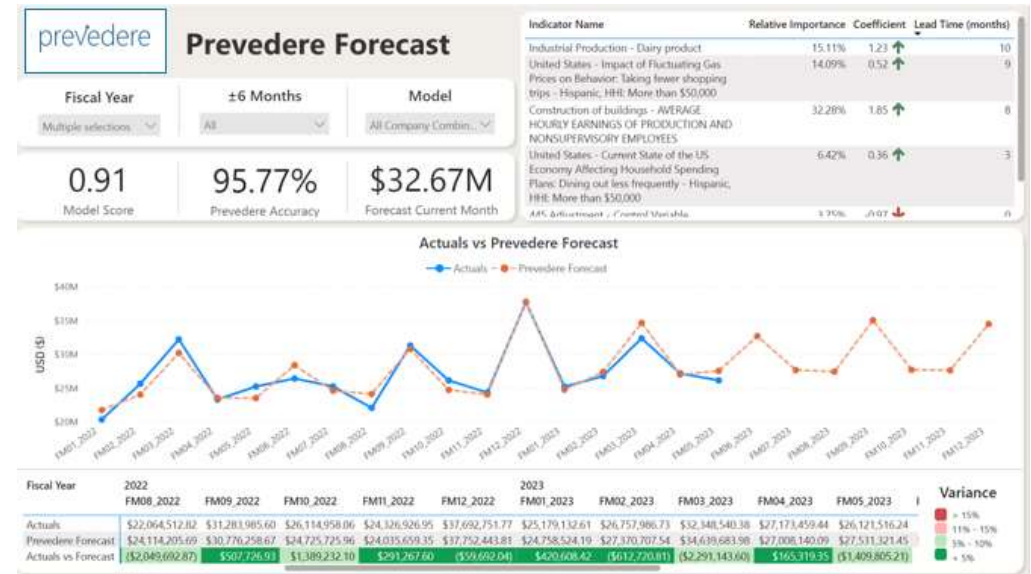 prevedere
Prevedere Forecast
Fiscal Year
±6 Months
Model
Multiple selections
All
All Company Combin...
0.91
95.77%
$32.67M
Model Score
Prevedere Accuracy
Forecast Current Month
Indicator Name Relative Importance Coefficient Lead Time (months)
Industrial Production - Dairy product 15.11% 1.23 10
United States - Impact of Fluctuating Gas 14.09% 0.52 9
Prices on Behavior: Taking fewer shopping
trips - Hispanic, HHI: More than $50,000
Construction of buildings - AVERAGE 32.28% 1.85 8
HOURLY EARNINGS OF PRODUCTION AND
NONSUPERVISORY EMPLOYEES
United States - Current State of the US 6.42% 0.36 3
Economy Affecting Household Spending
Plans: Dining out less frequently - Hispanic,
HHI: More than $50,000
Adjustment - Control Variable 3.25% -0.97 0
Actuals vs Prevedere Forecast
Actuals Prevedere Forecast
USD ($)
$40M
$35M
$30M
$25M
$20M
FM01_2022 FM02_2022 FM03_2022 FM04_2022 FM05_2022 FM06_2022 FM07_2022 FM08_2022 FM09_2022 FM10_2022 FM11_2022 FM12_2022 FM01_2023 FM02_2023 FM03_2023 FM04_2023 FM05_2023 FM06_2023 FM07_2023 FM08_2023 FM09_2023 FM10_2023 FM11_2023 FM12_2023
Fiscal Year 2022 2023
FM08_2022 FM09_2022 FM10_2022 FM11_2022 FM12_2022 FM01_2023 FM02_2023 FM03_2023 FM04_2023 FM05_2023
Actuals $22,064,512.82 $31,283,985.60 $26,114,958.06 $24,326,926.95 $37,692,751.77 $25,179,132.61 $26,757,986.73 $32,348,540.38 $27,173,459.44 $26,121,516.24
Prevedere Forecast $24,114,205.69 $30,776,258.67 $24,725,725.96 $24,035,659.35 $37,752,443.81 $24,758,524.19 $27,370,707.54 $34,639,683.98 $27,008,140.09 $27,531,321.45
Actuals vs Forecast ($2,049,692.87) $507,726.93 $1,389,232.10 $291,267.60 ($59,692.04) $420,608.42 ($612,720.81) ($2,291,143.60) $165,319.35 ($1,409,805.21)
Variance
> 15%
11% - 15%
5% - 10%
< 5%